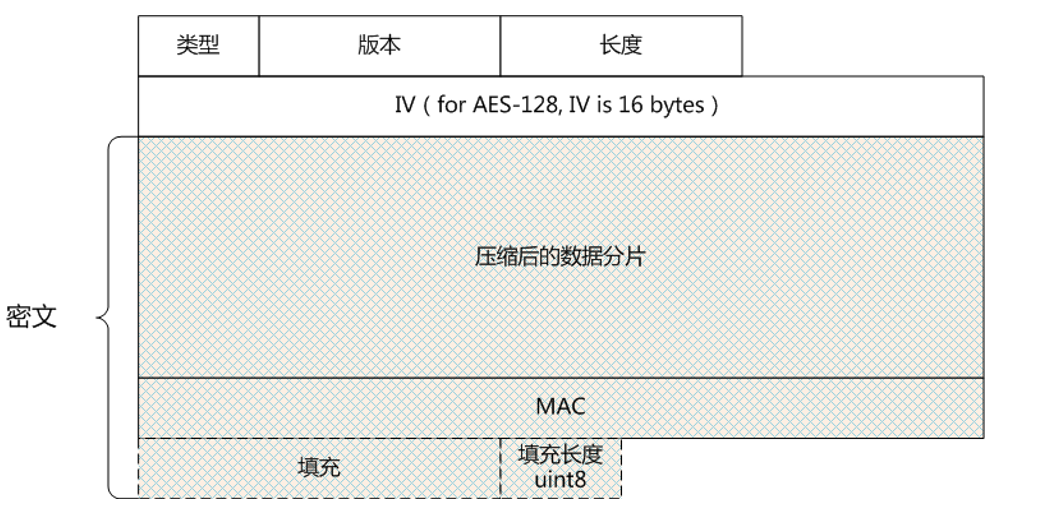 类型
版本
长度
IV ( for AES-128, IV is 16 bytes )
压缩后的数据分片
密文
MAC
填充
填充长度
uint8